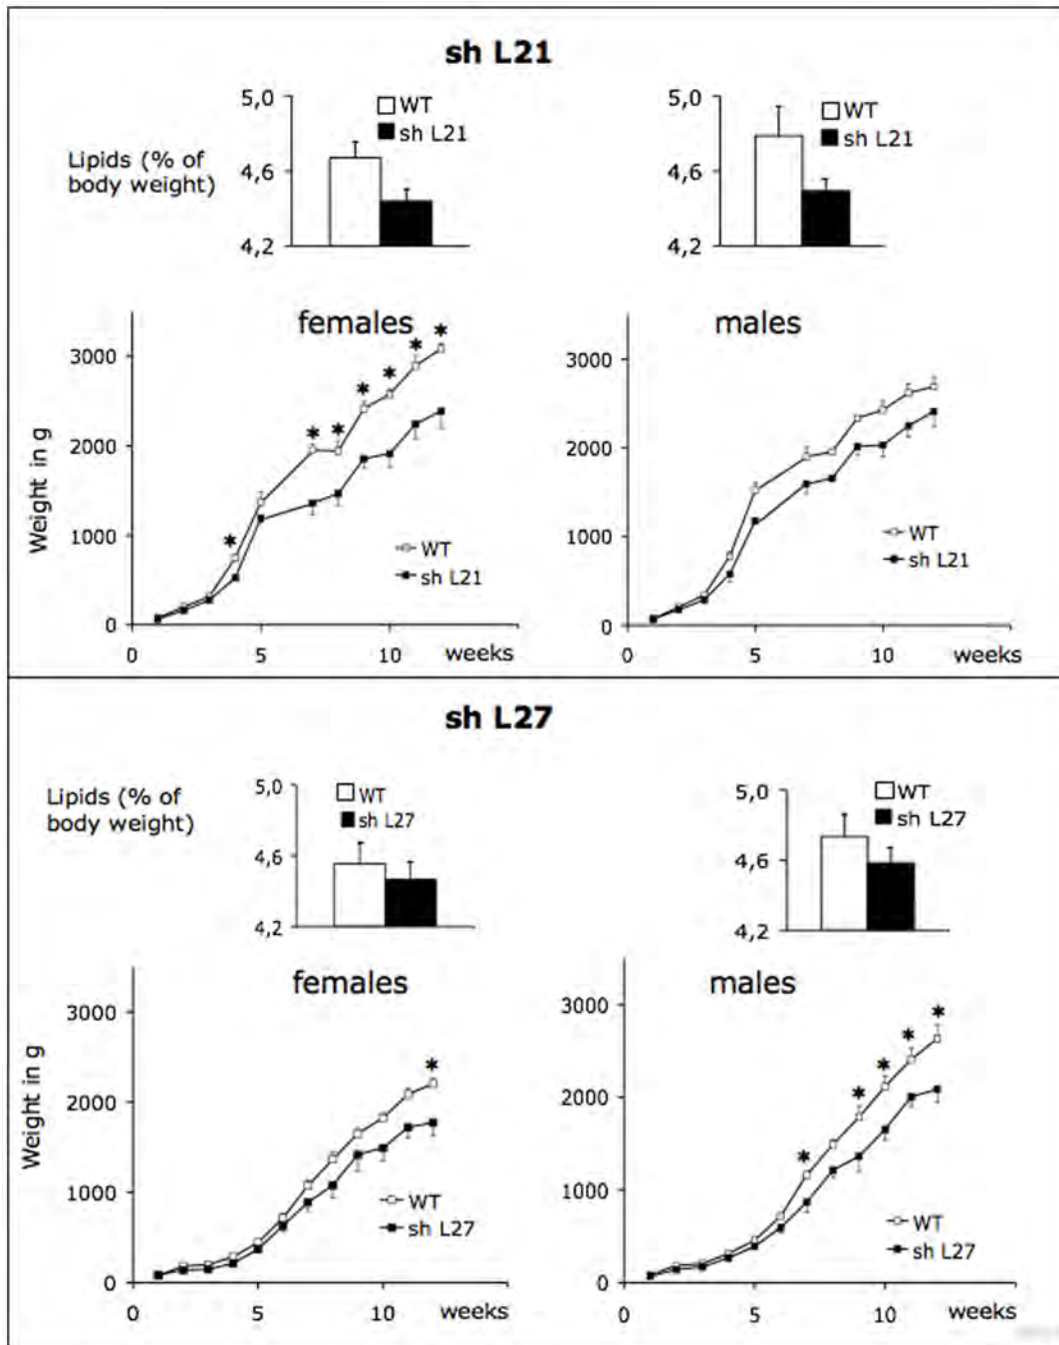 sh L21
Lipids (% of
body weight)
5,0
4,6
4,2
WT
sh L21
5,0
4,6
4,2
WT
sh L21
females
Weight in g
3000
2000
1000
0
* * * * * * *
WT
sh L21
0 5 10 weeks
males
3000
2000
1000
0
WT
sh L21
0 5 10 weeks
sh L27
Lipids (% of
body weight)
5,0
4,6
4,2
WT
sh L27
5,0
4,6
4,2
WT
sh L27
females
Weight in g
3000
2000
1000
0
*
WT
sh L27
0 5 10 weeks
males
3000
2000
1000
0
* * * * *
WT
sh L27
0 5 10 weeks